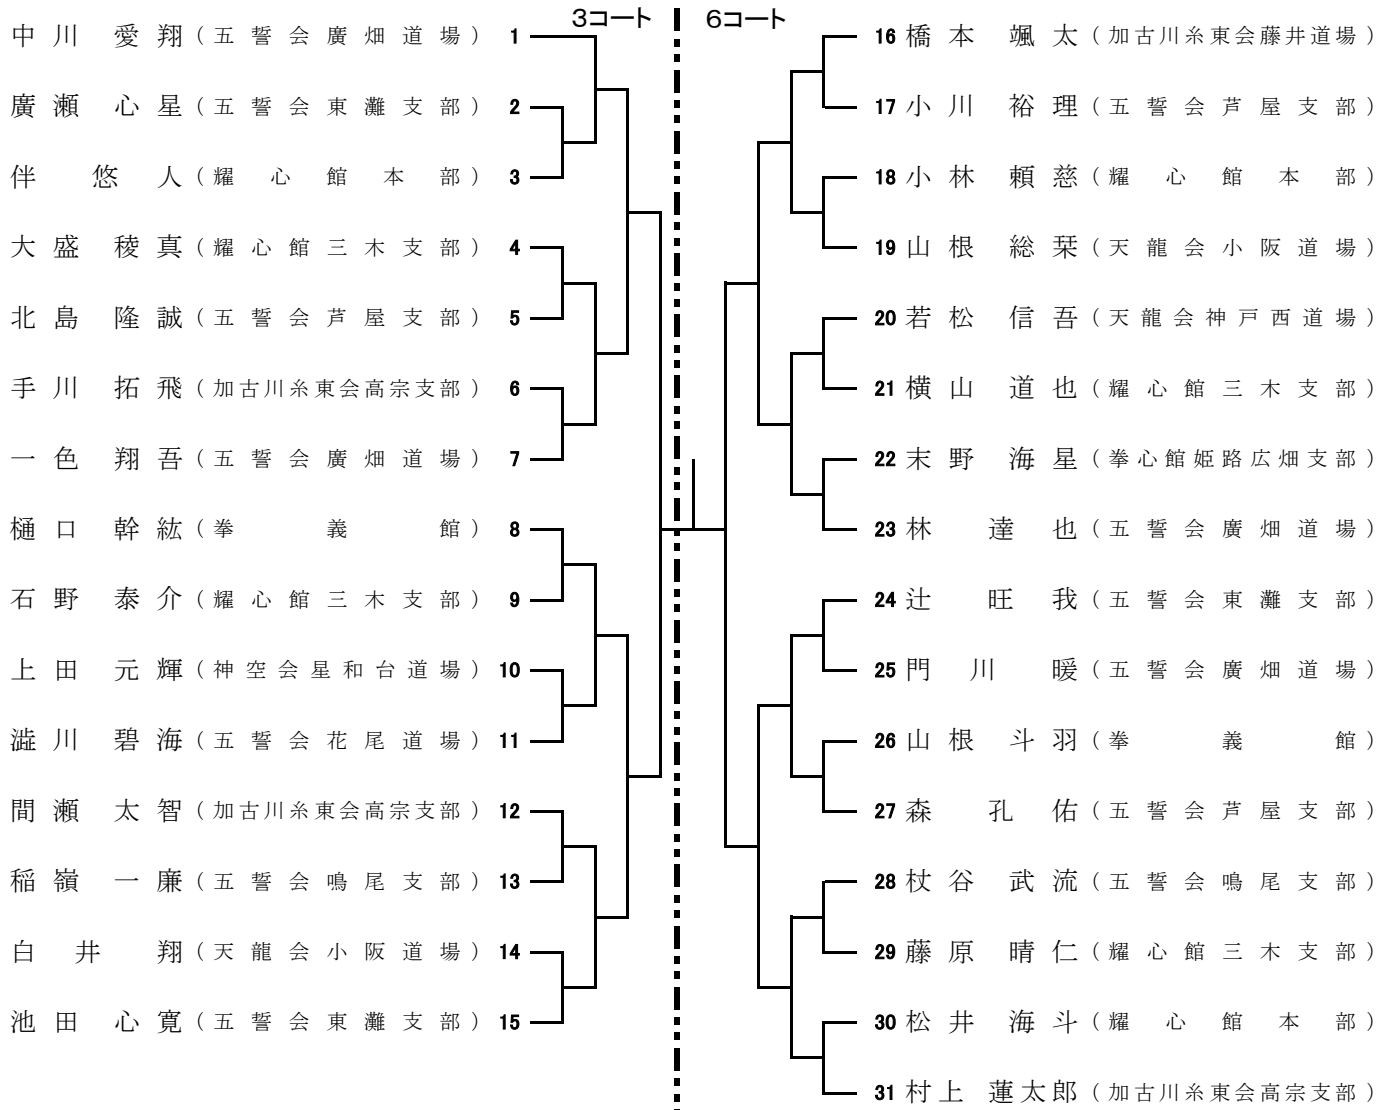 3コート
6コート
中川 愛翔 (五誓会廣畑道場) 1
廣瀬 心星 (五誓会東灘支部) 2
伴 悠人 (耀心館本部) 3
大盛 稜真 (耀心館三木支部) 4
北島 隆誠 (五誓会芦屋支部) 5
手川 拓飛 (加古川糸東会高宗支部) 6
一色 翔吾 (五誓会廣畑道場) 7
樋口 幹紘 (拳義館) 8
石野 泰介 (耀心館三木支部) 9
上田 元輝 (神空会星和台道場) 10
澁川 碧海 (五誓会花尾道場) 11
間瀬 太智 (加古川糸東会高宗支部) 12
稲嶺 一廉 (五誓会鳴尾支部) 13
白井 翔 (天龍会小阪道場) 14
池田 心寛 (五誓会東灘支部) 15
16 橋本 颯太 (加古川糸東会藤井道場)
17 小川 裕理 (五誓会芦屋支部)
18 小林 頼慈 (耀心館本部)
19 山根 総栞 (天龍会小阪道場)
20 若松 信吾 (天龍会神戸西道場)
21 横山 道也 (耀心館三木支部)
22 末野 海星 (拳心館姫路広畑支部)
23 林 達也 (五誓会廣畑道場)
24 辻 旺我 (五誓会東灘支部)
25 門川 暖 (五誓会廣畑道場)
26 山根 斗羽 (拳義館)
27 森 孔佑 (五誓会芦屋支部)
28 杖谷 武流 (五誓会鳴尾支部)
29 藤原 晴仁 (耀心館三木支部)
30 松井 海斗 (耀心館本部)
31 村上 蓮太郎 (加古川糸東会高宗支部)